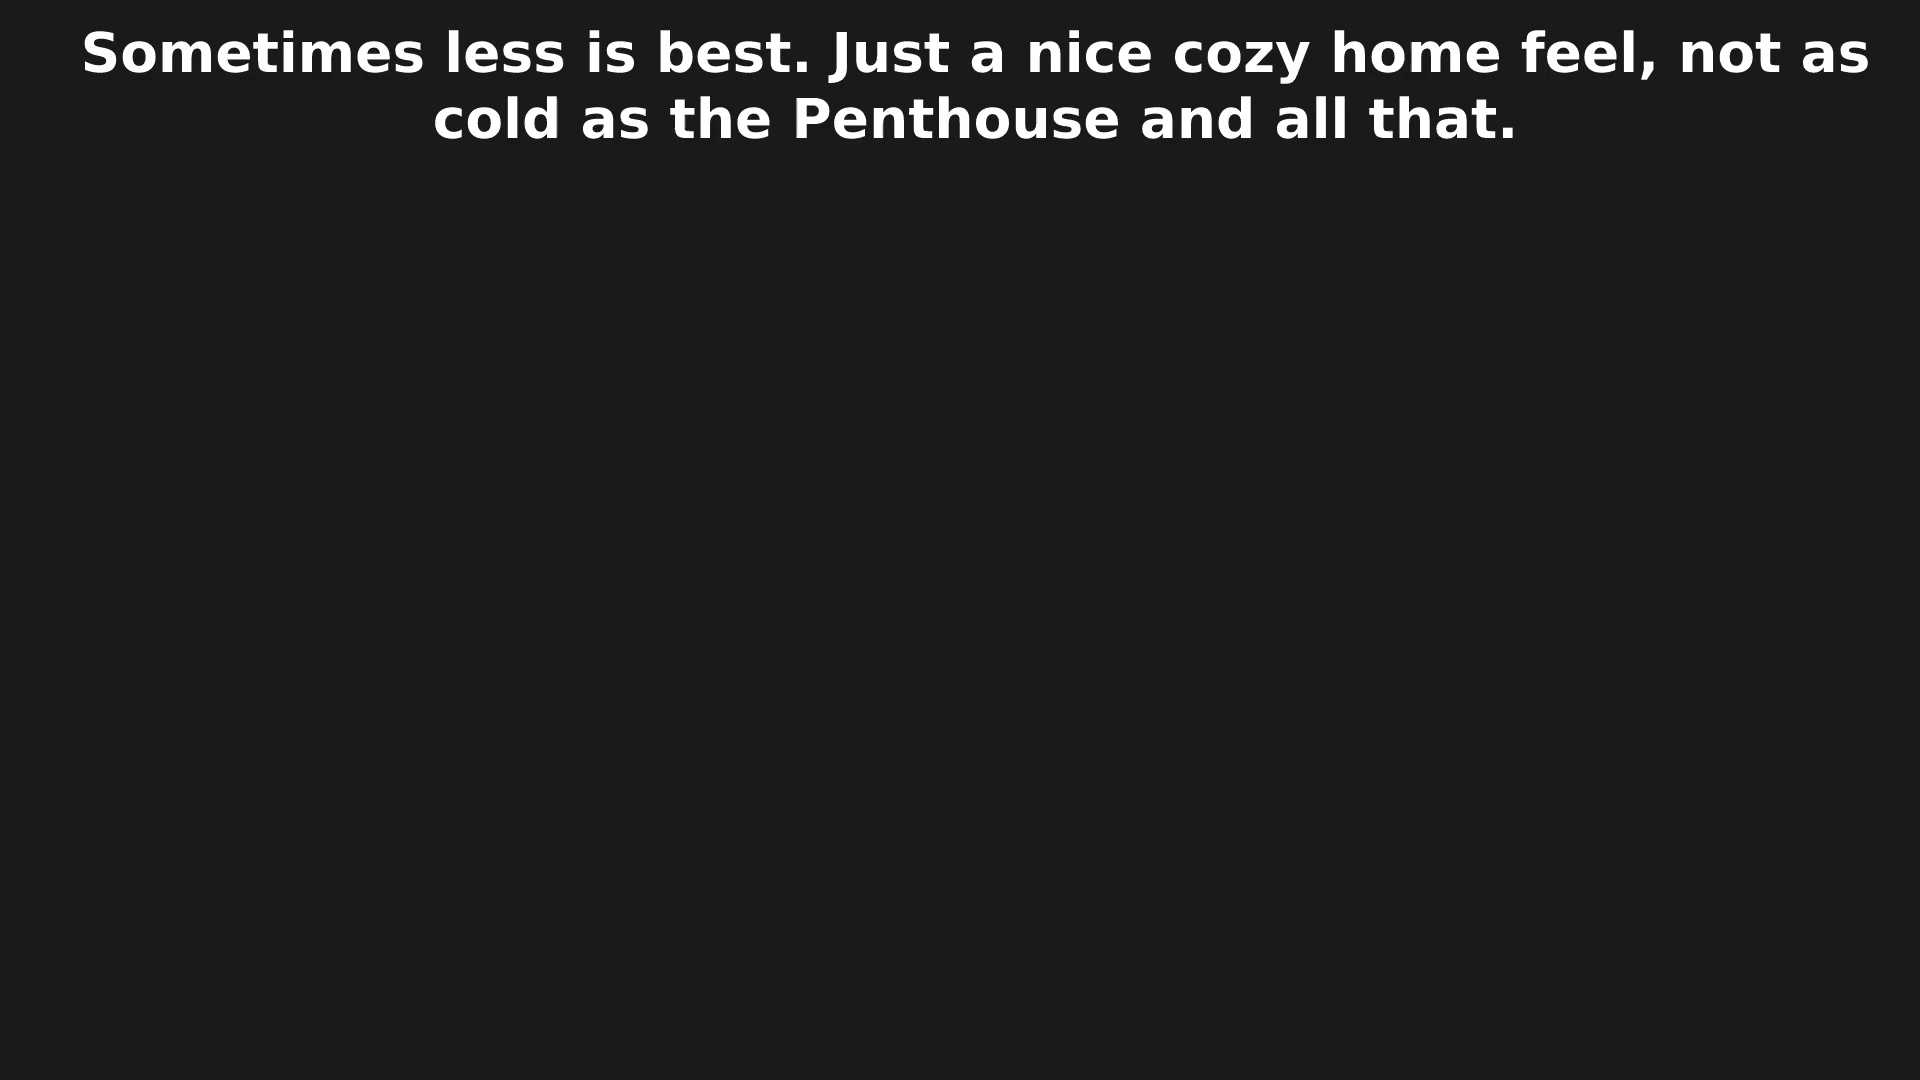 Sometimes less is best. Just a nice cozy home feel, not as
cold as the Penthouse and all that.